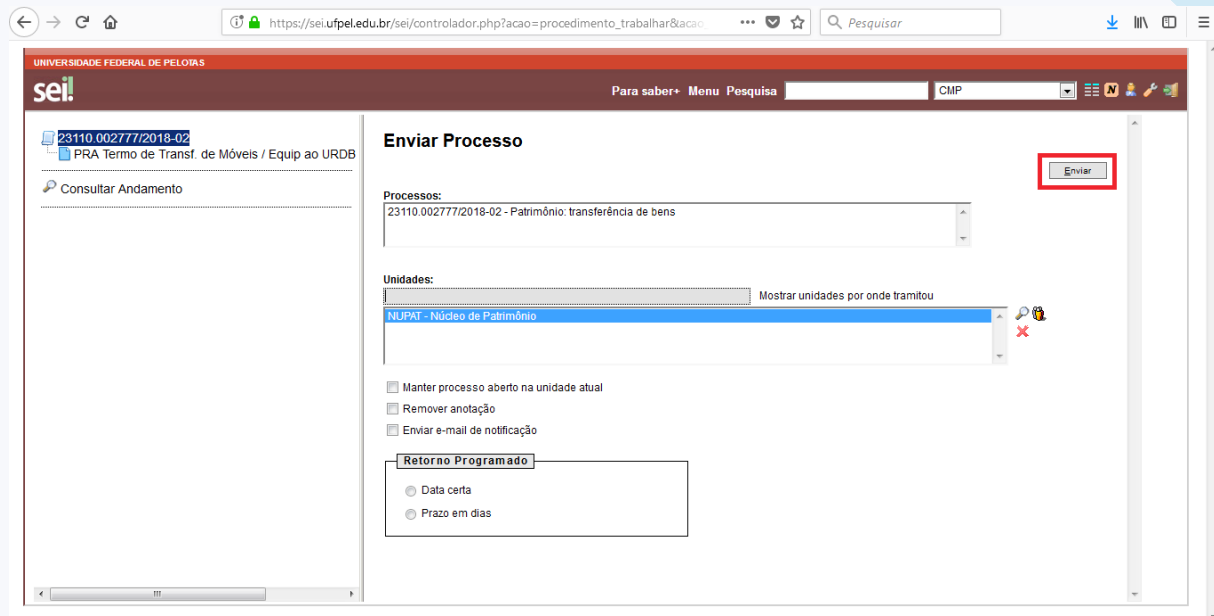 https://sei.ufpel.edu.br/sei/controlador.php?acao=procedimento_trabalhar&acao_
Pesquisar
UNIVERSIDADE FEDERAL DE PELOTAS
sei!
Para saber+ Menu Pesquisa
CMP
N
23110.002777/2018-02
PRA Termo de Transf. de Móveis / Equip ao URDB
Consultar Andamento
Enviar Processo
Enviar
Processos:
23110.002777/2018-02 - Patrimônio: transferência de bens
Unidades:
Mostrar unidades por onde tramitou
NUPAT - Núcleo de Patrimônio
Manter processo aberto na unidade atual
Remover anotação
Enviar e-mail de notificação
Retorno Programado
Data certa
Prazo em dias